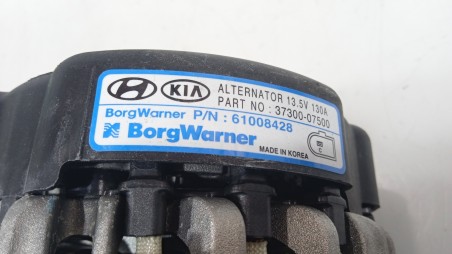 KIA ALTERNATOR 13.5V 130A
PART NO : 37300-07500
BorgWarner P/N : 61008428
BorgWarner
MADE IN KOREA
C